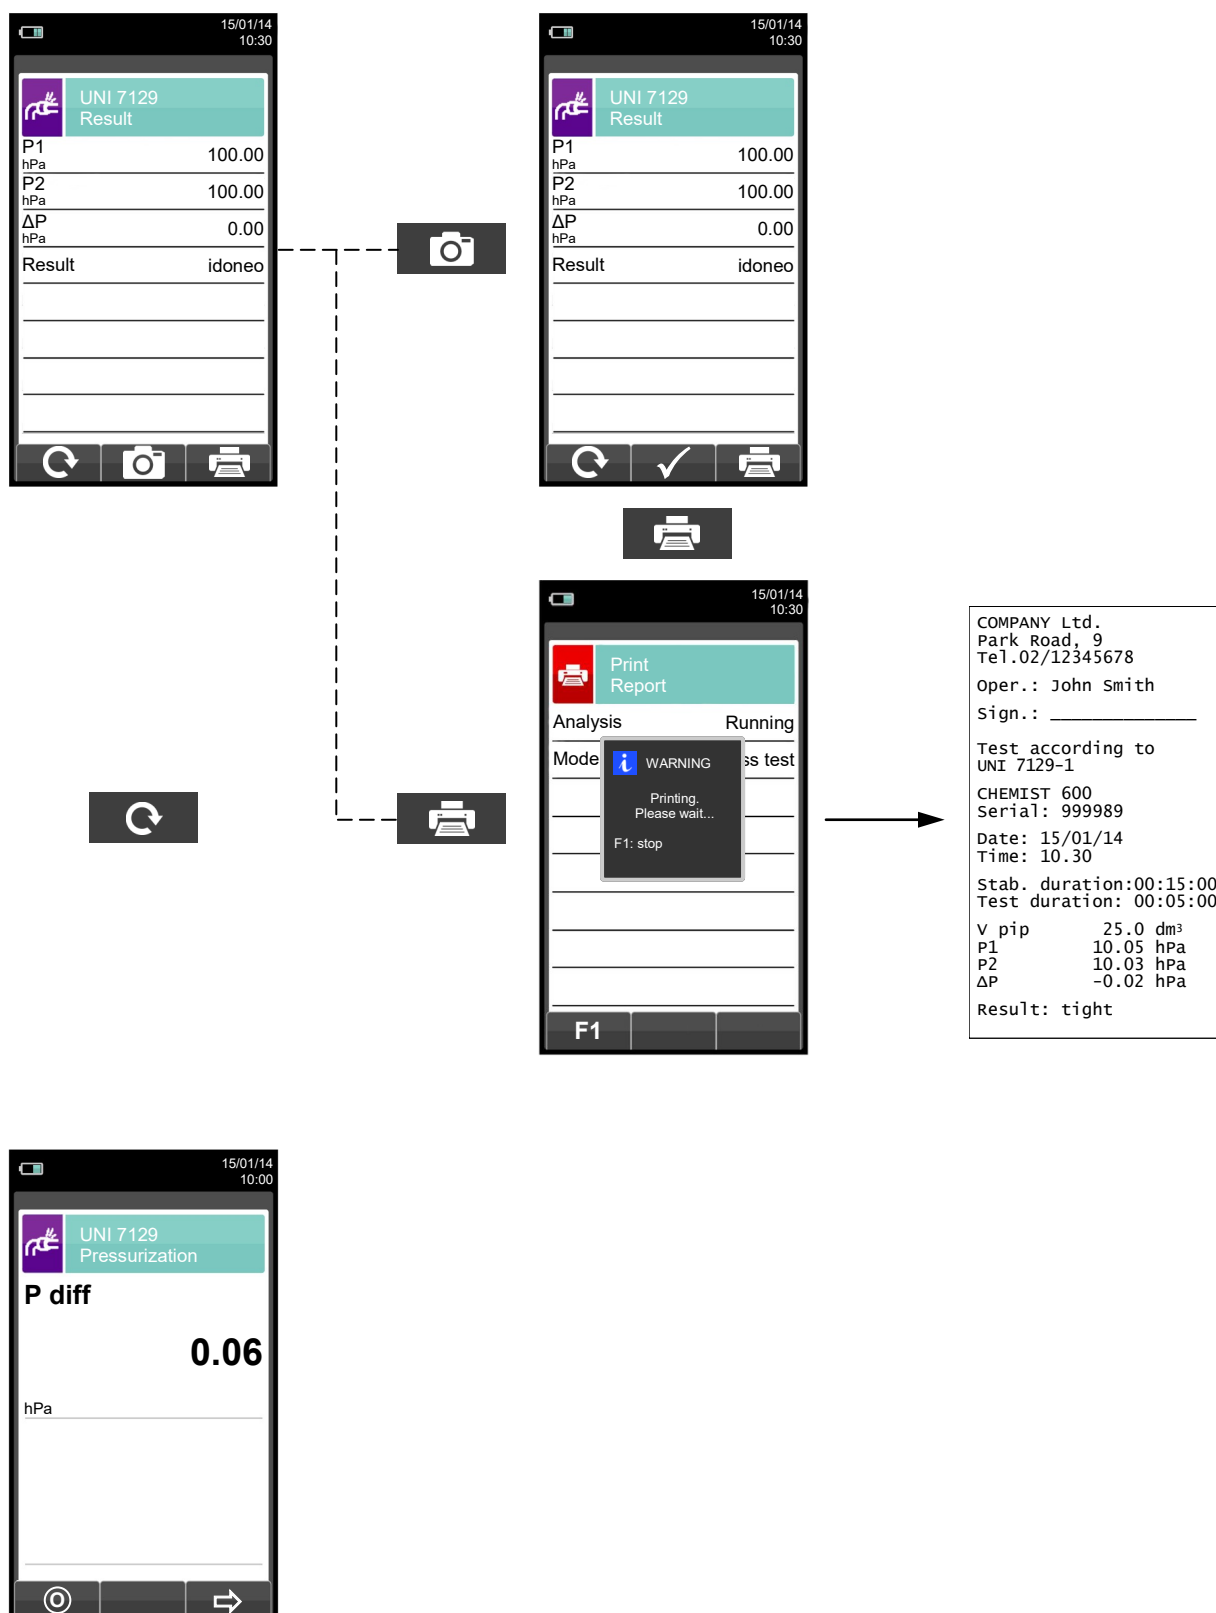 15/01/14
10:30
UNI 7129
Result
P1
hPa 100.00
P2
hPa 100.00
ΔP
hPa 0.00
Result idoneo
15/01/14
10:30
UNI 7129
Result
P1
hPa 100.00
P2
hPa 100.00
ΔP
hPa 0.00
Result idoneo
15/01/14
10:30
Print
Report
Analysis Running
Mode ss test
i WARNING
Printing.
Please wait...
F1: stop
F1
COMPANY Ltd.
Park Road, 9
Tel.02/12345678
Oper.: John Smith
Sign.: ______________
Test according to
UNI 7129-1
CHEMIST 600
Serial: 999989
Date: 15/01/14
Time: 10.30
Stab. duration:00:15:00
Test duration: 00:05:00
V pip 25.0 dm³
P1 10.05 hPa
P2 10.03 hPa
ΔP -0.02 hPa
Result: tight
15/01/14
10:00
UNI 7129
Pressurization
P diff
0.06
hPa